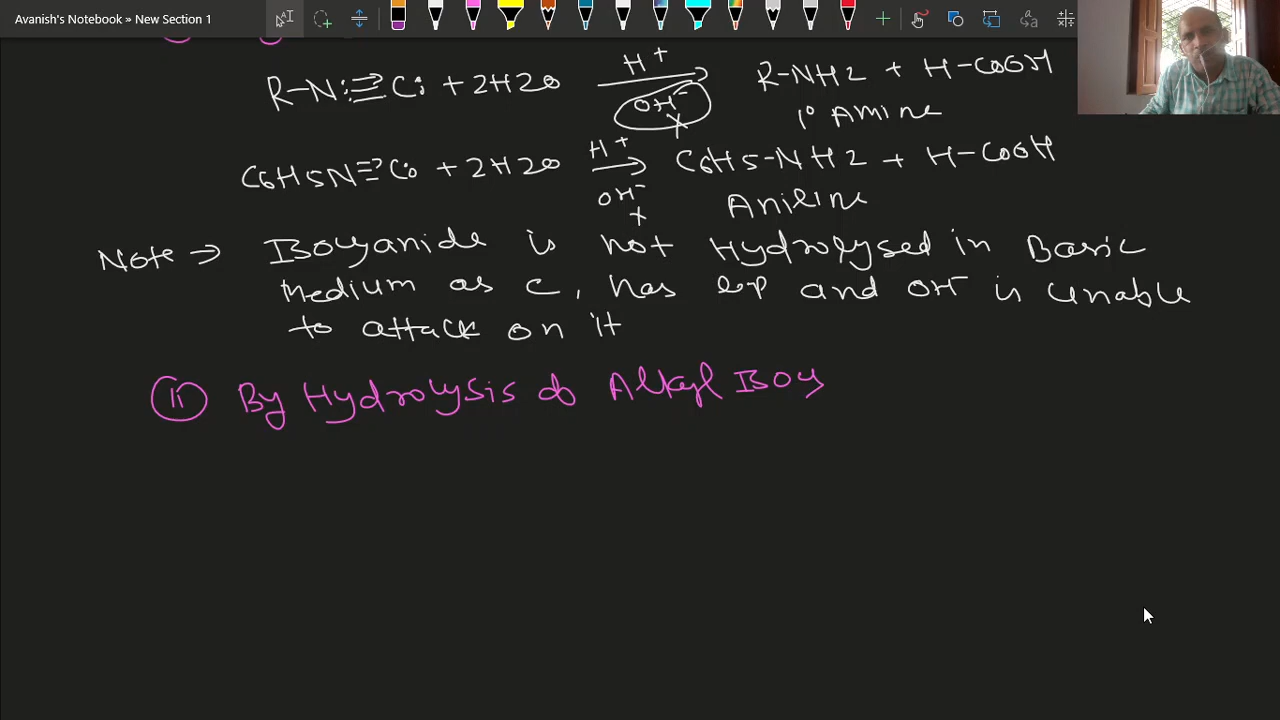 Avanish's Notebook » New Section 1
R-N:≡C: + 2H2O H+ OH- x R-NH2 + H-COOH
1° Amine
C6H5N≡C: + 2H2O H+ OH- x C6H5-NH2 + H-COOH
Aniline
Note ⇒ Isocyanide is not Hydrolysed in Basic
medium as C, has l.p and OH- is unable
to attack on it
(ii) By Hydrolysis of Alkyl Isoy